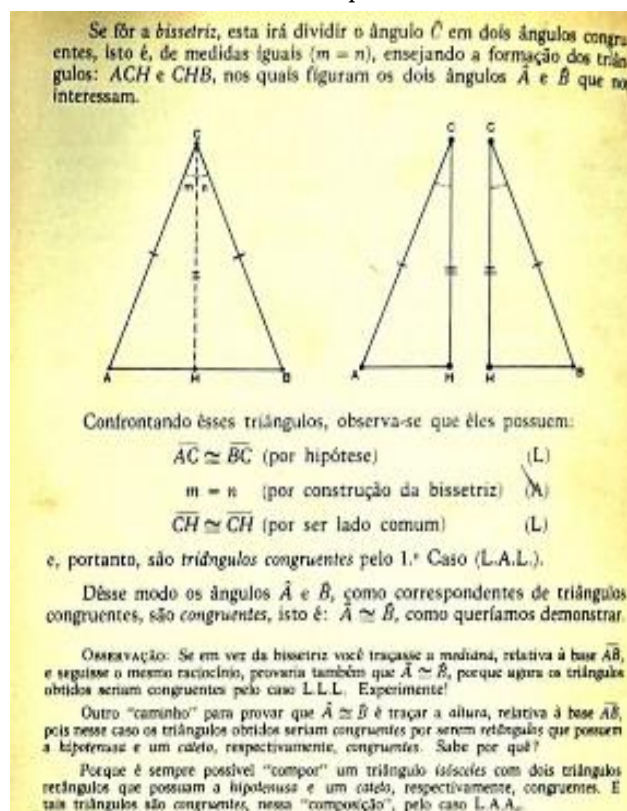 Se fôr a bissetriz, esta irá dividir o ângulo Ĉ em dois ângulos congru
entes, isto é, de medidas iguais (m = n), ensejando a formação dos triân
gulos: ACH e CHB, nos quais figuram os dois ângulos Â e B̂ que nos
interessam.
C
m n
A H B
C C
A H H B
Confrontando êsses triângulos, observa-se que êles possuem:
AC ≃ BC (por hipótese) (L)
m = n (por construção da bissetriz) (A)
CH ≃ CH (por ser lado comum) (L)
e, portanto, são triângulos congruentes pelo 1.º Caso (L.A.L.).
Dêsse modo os ângulos Â e B̂, como correspondentes de triângulos
congruentes, são congruentes, isto é: Â ≃ B̂, como queríamos demonstrar.
OBSERVAÇÃO: Se em vez da bissetriz você traçasse a mediana, relativa à base AB,
e seguisse o mesmo raciocínio, provaria também que Â ≃ B̂, porque agora os triângulos
obtidos seriam congruentes pelo caso L.L.L. Experimente!
Outro "caminho" para provar que Â ≃ B̂ é traçar a altura, relativa à base AB,
pois nesse caso os triângulos obtidos seriam congruentes por serem retângulos que possuem
a hipotenusa e um cateto, respectivamente, congruentes. Sabe por quê?
Porque é sempre possível "compor" um triângulo isósceles com dois triângulos
retângulos que possuam a hipotenusa e um cateto, respectivamente, congruentes. E
tais triângulos são congruentes, nessa "composição", pelo caso L.A.A.